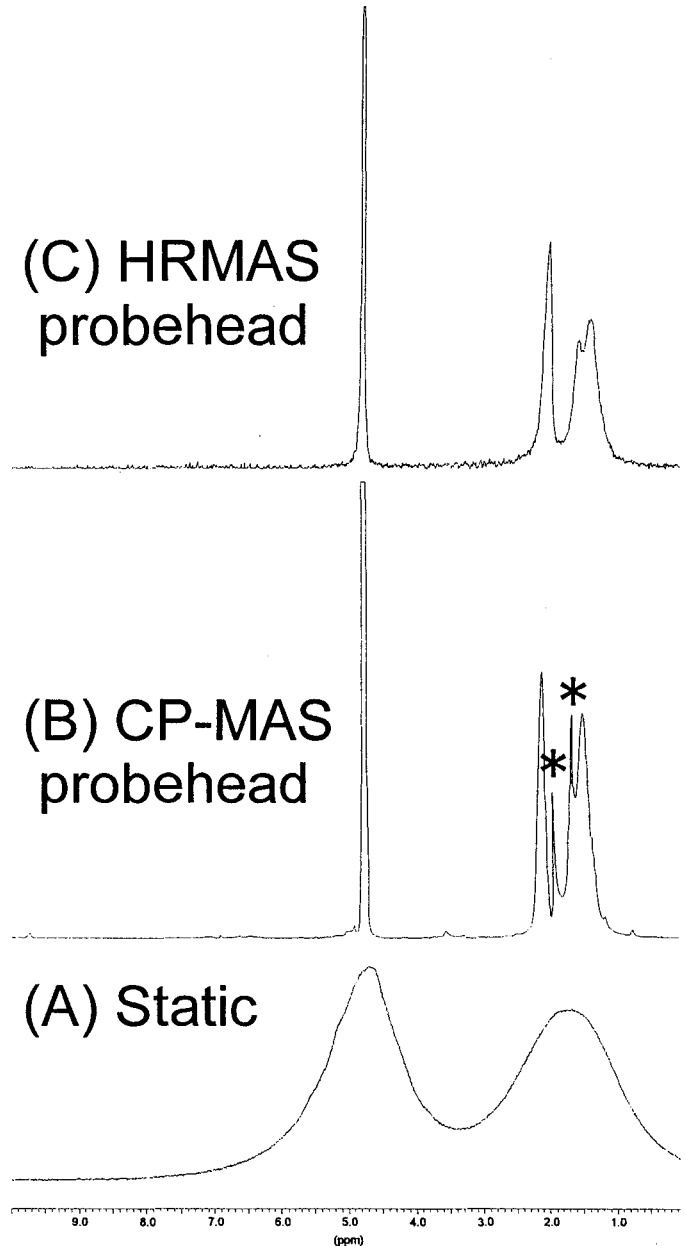 (C) HRMAS
probehead
(B) CP-MAS
probehead
*
*
(A) Static
9.0 8.0 7.0 6.0 5.0 4.0 3.0 2.0 1.0
(ppm)